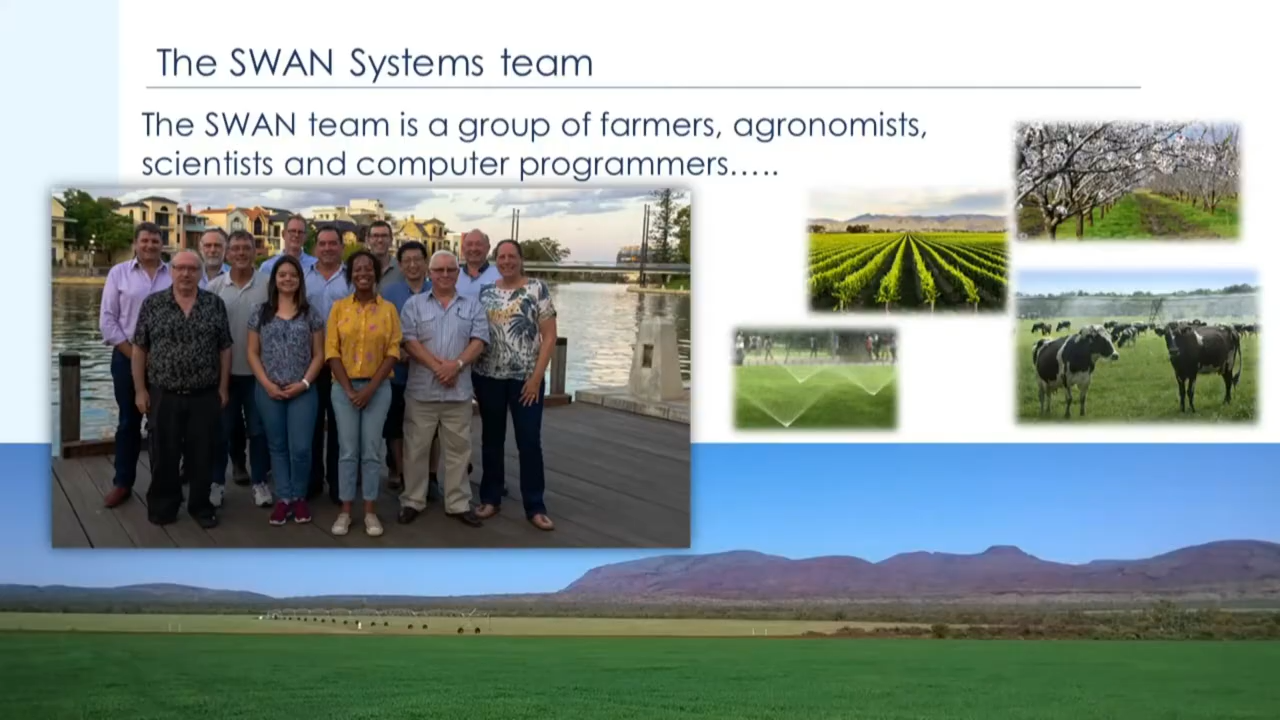 The SWAN Systems team
The SWAN team is a group of farmers, agronomists,
scientists and computer programmers.....